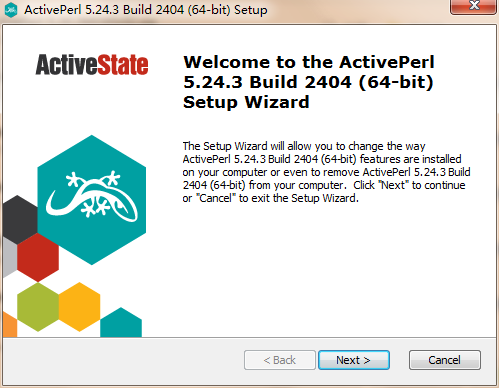 ActivePerl 5.24.3 Build 2404 (64-bit) Setup
ActiveState
Welcome to the ActivePerl
5.24.3 Build 2404 (64-bit)
Setup Wizard
The Setup Wizard will allow you to change the way
ActivePerl 5.24.3 Build 2404 (64-bit) features are installed
on your computer or even to remove ActivePerl 5.24.3 Build
2404 (64-bit) from your computer. Click "Next" to continue
or "Cancel" to exit the Setup Wizard.
< Back
Next >
Cancel